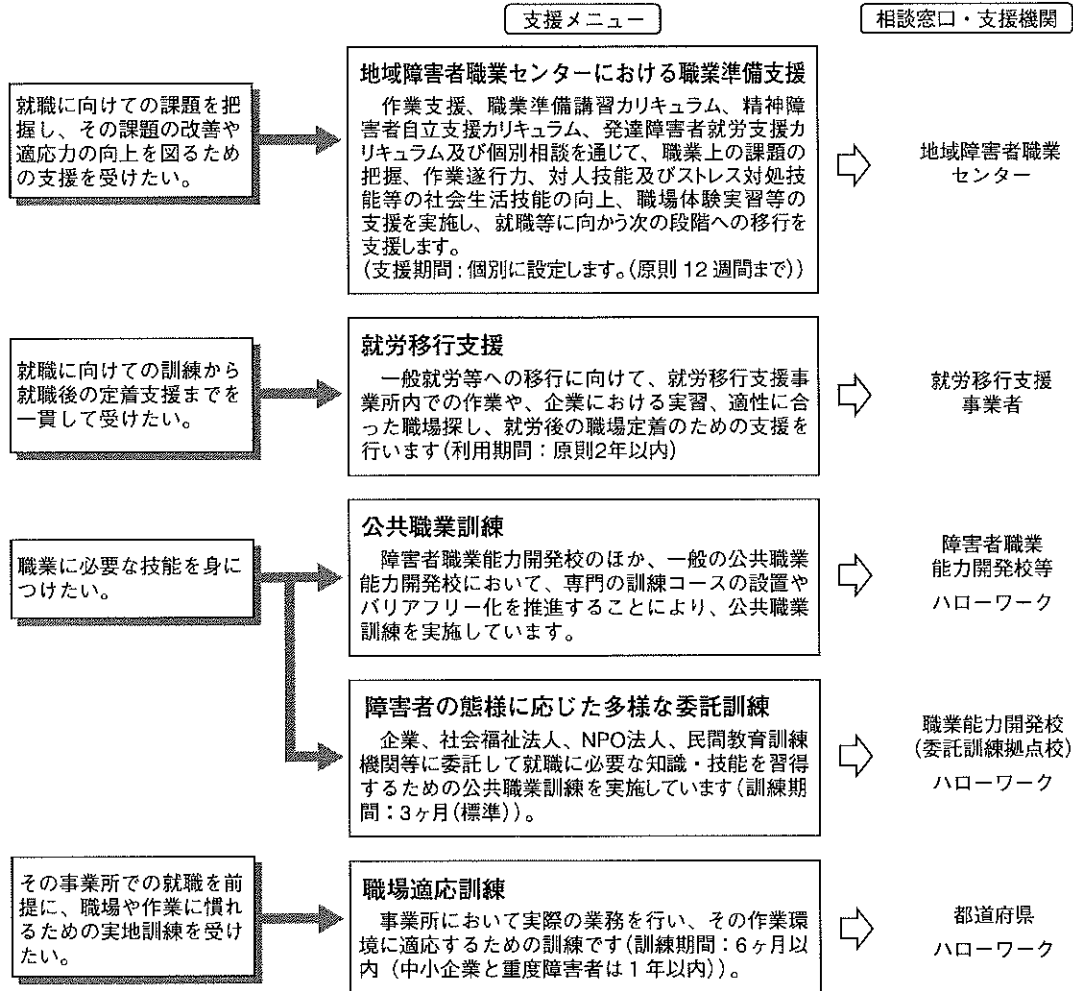 支援メニュー
相談窓口・支援機関
就職に向けての課題を把
握し、その課題の改善や
適応力の向上を図るため
の支援を受けたい。
地域障害者職業センターにおける職業準備支援
作業支援、職業準備講習カリキュラム、精神障
害者自立支援カリキュラム、発達障害者就労支援カ
リキュラム及び個別相談を通じて、職業上の課題の
把握、作業遂行力、対人技能及びストレス対処技
能等の社会生活技能の向上、職場体験実習等の
支援を実施し、就職等に向かう次の段階への移行を
支援します。
(支援期間:個別に設定します。(原則12週間まで))
地域障害者職業
センター
就職に向けての訓練から
就職後の定着支援までを
一貫して受けたい。
就労移行支援
一般就労等への移行に向けて、就労移行支援事
業所内での作業や、企業における実習、適性に合
った職場探し、就労後の職場定着のための支援を
行います(利用期間:原則2年以内)
就労移行支援
事業者
職業に必要な技能を身に
つけたい。
公共職業訓練
障害者職業能力開発校のほか、一般の公共職業
能力開発校において、専門の訓練コースの設置や
バリアフリー化を推進することにより、公共職業
訓練を実施しています。
障害者職業
能力開発校等
ハローワーク
障害者の態様に応じた多様な委託訓練
企業、社会福祉法人、NPO法人、民間教育訓練
機関等に委託して就職に必要な知識・技能を習得
するための公共職業訓練を実施しています(訓練期
間:3ヶ月(標準))。
職業能力開発校
(委託訓練拠点校)
ハローワーク
その事業所での就職を前
提に、職場や作業に慣れ
るための実地訓練を受け
たい。
職場適応訓練
事業所において実際の業務を行い、その作業環
境に適応するための訓練です(訓練期間:6ヶ月以
内(中小企業と重度障害者は1年以内))。
都道府県
ハローワーク